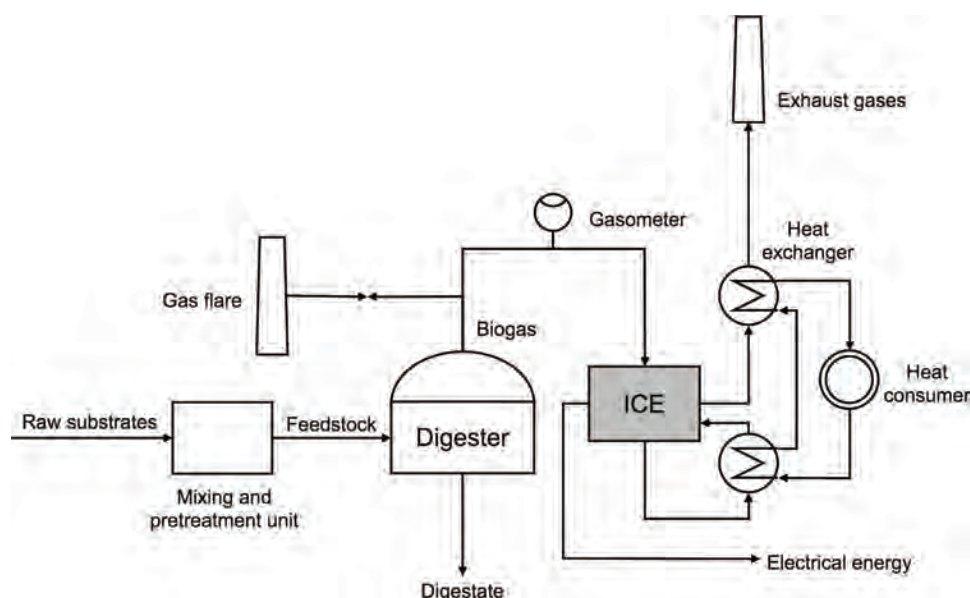 Exhaust gases
Gasometer
Heat
exchanger
Gas flare
Biogas
Heat
consumer
ICE
Raw substrates
Feedstock
Digester
Mixing and
pretreatment unit
Electrical energy
Digestate